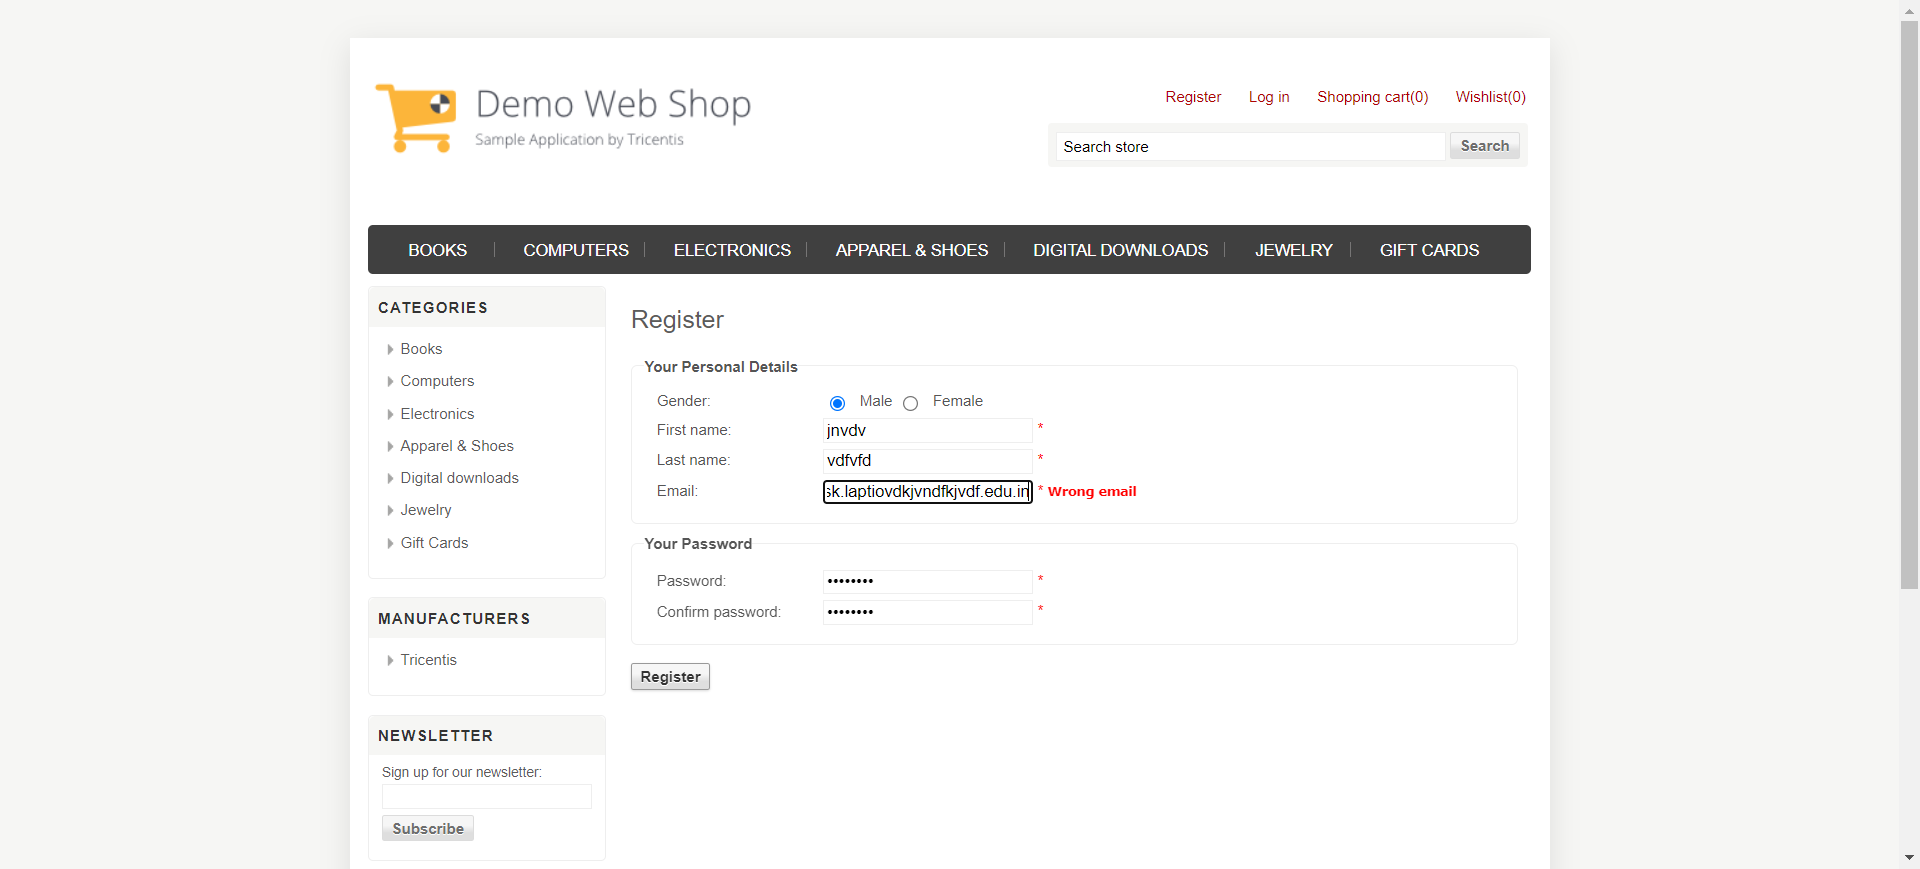 Demo Web Shop
Sample Application by Tricentis
Register Log in Shopping cart(0) Wishlist(0)
Search store Search
BOOKS COMPUTERS ELECTRONICS APPAREL & SHOES DIGITAL DOWNLOADS JEWELRY GIFT CARDS
CATEGORIES
Books
Computers
Electronics
Apparel & Shoes
Digital downloads
Jewelry
Gift Cards
MANUFACTURERS
Tricentis
NEWSLETTER
Sign up for our newsletter:
Subscribe
Register
Your Personal Details
Gender: Male Female
First name: jnvdv *
Last name: vdfvfd *
Email: sk.laptiovdkjvndfkjvdf.edu.in * Wrong email
Your Password
Password: •••••••• *
Confirm password: •••••••• *
Register